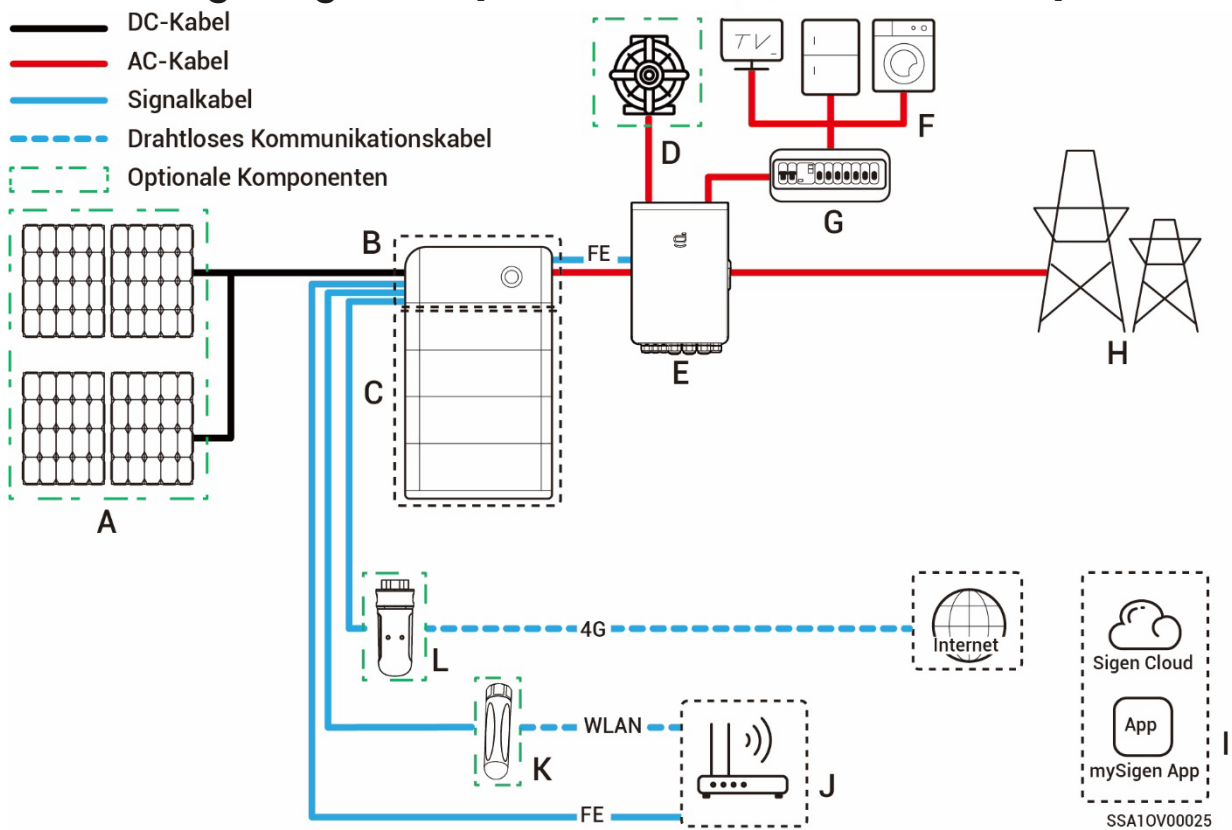 DC-Kabel
AC-Kabel
Signalkabel
Drahtloses Kommunikationskabel
Optionale Komponenten
TV
F
D
G
B
FE
A
C
E
H
4G
L
Internet
Sigen Cloud
WLAN
K
J
App
mySigen App
I
FE
SSA1OV00025